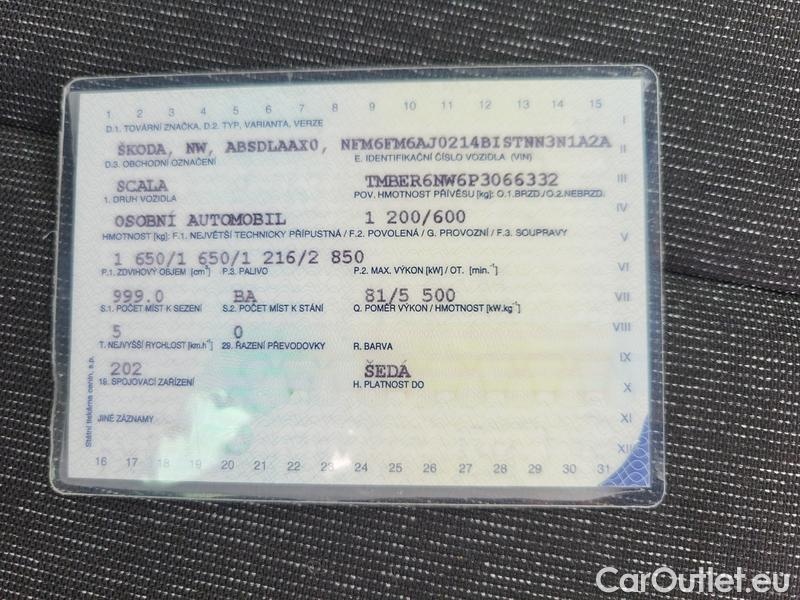 1 2 3 4 5 6 7 8 9 10 11 12 13 14 15
I
D.1. TOVÁRNÍ ZNAČKA, D.2. TYP, VARIANTA, VERZE
ŠKODA, NW, ABSDLAAX0, NFM6FM6AJ0214BISTNN3N1A2A
II
D.3. OBCHODNÍ OZNAČENÍ E. IDENTIFIKAČNÍ ČÍSLO VOZIDLA (VIN)
SCALA TMBER6NW6P3066332
III
1. DRUH VOZIDLA POV. HMOTNOST PŘÍVĚSU [kg]: O.1.BRZD./O.2.NEBRZD.
OSOBNÍ AUTOMOBIL 1 200/600
IV
HMOTNOST [kg]: F.1. NEJVĚTŠÍ TECHNICKY PŘÍPUSTNÁ / F.2. POVOLENÁ / G. PROVOZNÍ / F.3. SOUPRAVY
V
1 650/1 650/1 216/2 850
P.1. ZDVIHOVÝ OBJEM [cm³] P.3. PALIVO P.2. MAX. VÝKON [kW] / OT. [min.⁻¹]
VI
999.0 BA 81/5 500
VII
S.1. POČET MÍST K SEZENÍ S.2. POČET MÍST K STÁNÍ Q. POMĚR VÝKON / HMOTNOST [kW.kg⁻¹]
5 0
VIII
T. NEJVYŠŠÍ RYCHLOST [km.h⁻¹] 29. ŘAZENÍ PŘEVODOVKY R. BARVA
202 ŠEDÁ
IX
18. SPOJOVACÍ ZAŘÍZENÍ H. PLATNOST DO
X
JINÉ ZÁZNAMY
XI
XII
Státní tiskárna cenin, s.p.
16 17 18 19 20 21 22 23 24 25 26 27 28 29 30 31
CarOutlet.eu